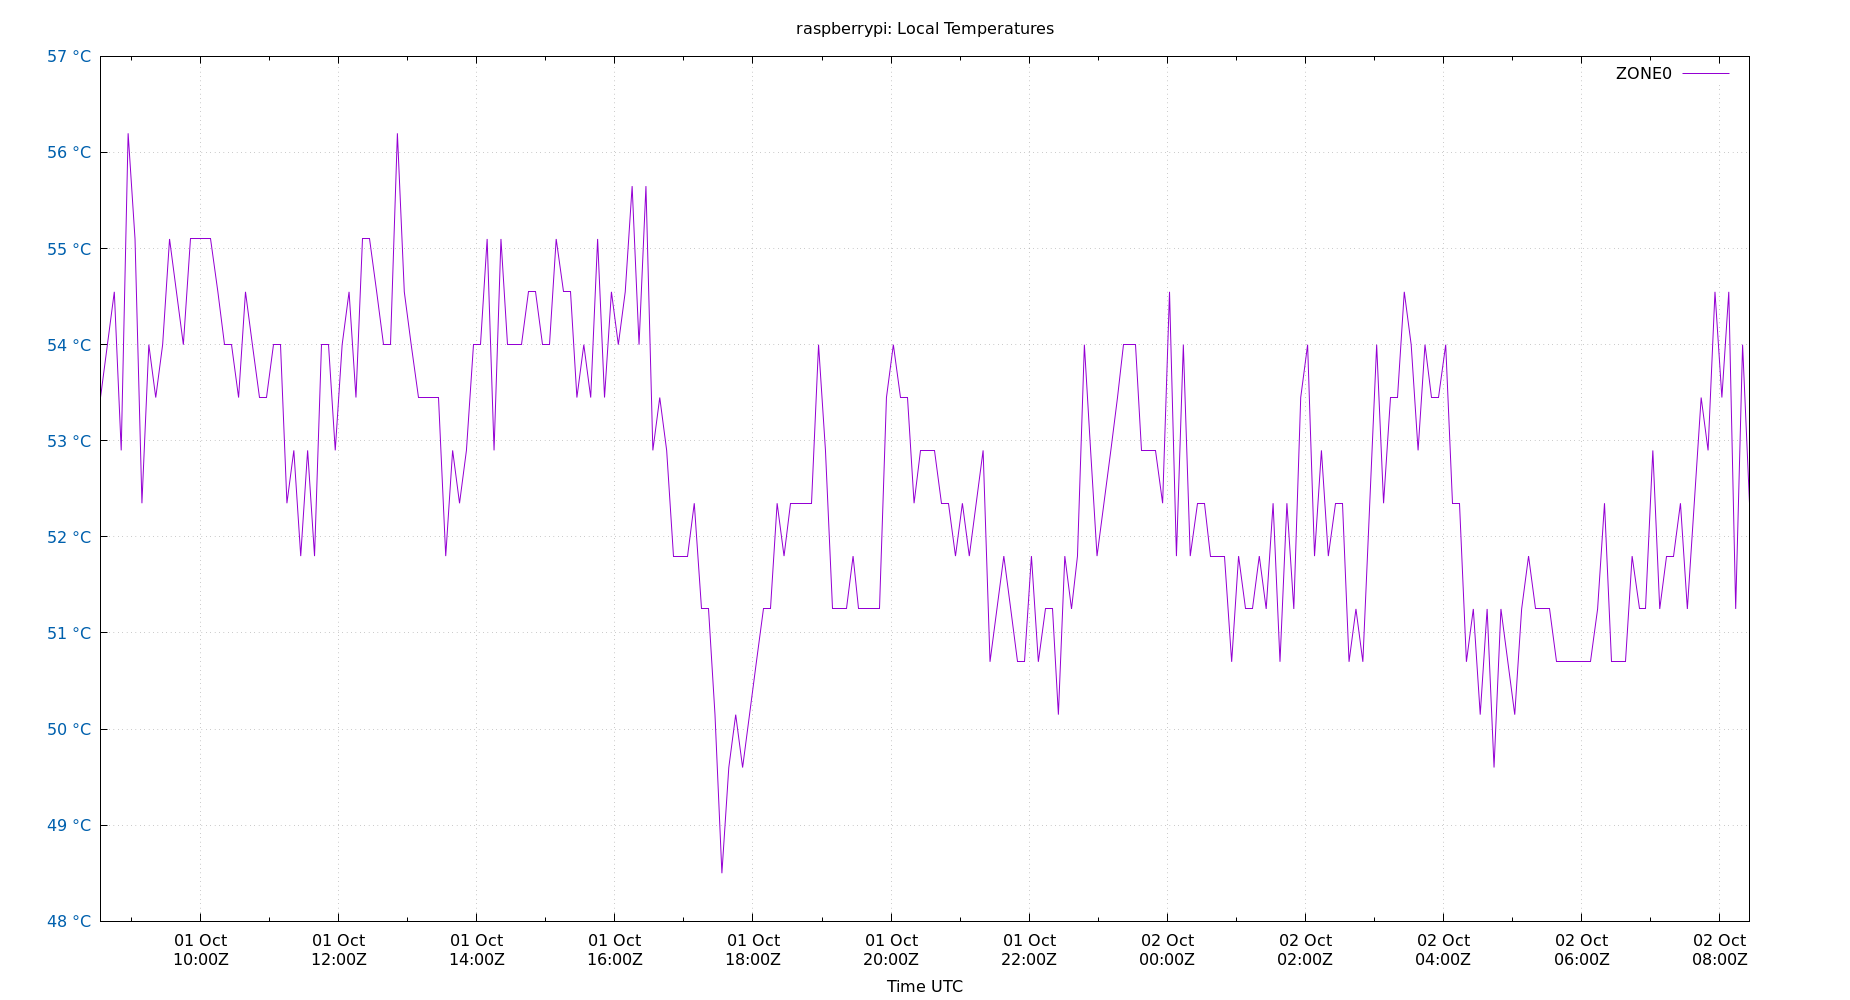 raspberrypi: Local Temperatures
57 °C
ZONE0
56 °C
55 °C
54 °C
53 °C
52 °C
51 °C
50 °C
49 °C
48 °C
01 Oct 01 Oct 01 Oct 01 Oct 01 Oct 01 Oct 01 Oct 02 Oct 02 Oct 02 Oct 02 Oct 02 Oct
10:00Z 12:00Z 14:00Z 16:00Z 18:00Z 20:00Z 22:00Z 00:00Z 02:00Z 04:00Z 06:00Z 08:00Z
Time UTC